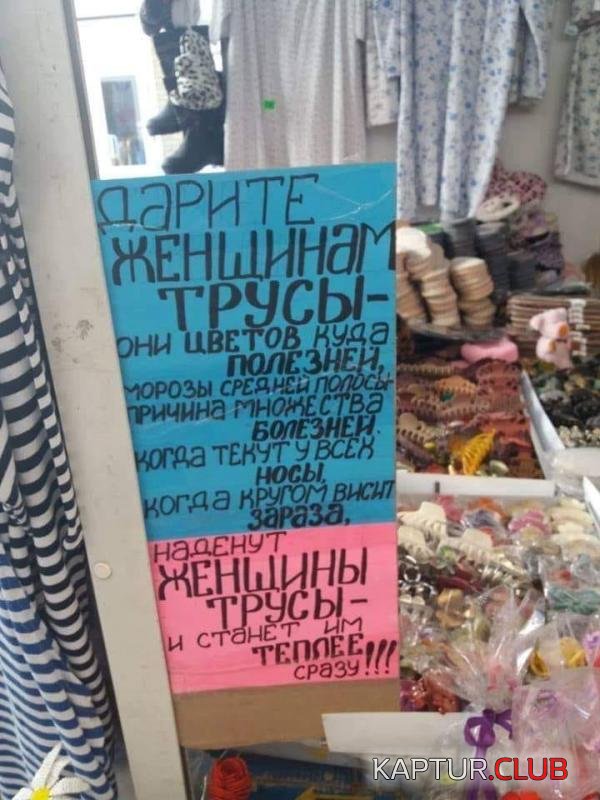 ДАРИТЕ
ЖЕНЩИНАМ
ТРУСЫ-
ОНИ ЦВЕТОВ КУДА
ПОЛЕЗНЕЙ,
МОРОЗЫ СРЕДНЕЙ ПОЛОСЫ-
ПРИЧИНА МНОЖЕСТВА
БОЛЕЗНЕЙ.
КОГДА ТЕКУТ У ВСЕХ
НОСЫ,
КОГДА КРУГОМ ВИСИТ
ЗАРАЗА,
НАДЕНУТ
ЖЕНЩИНЫ
ТРУСЫ-
И СТАНЕТ ИМ
ТЕПЛЕЕ
СРАЗУ!!!
KAPTUR.CLUB